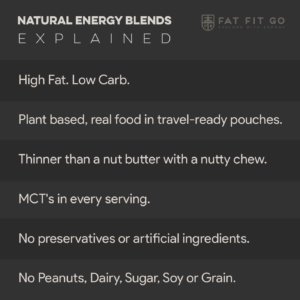 NATURAL ENERGY BLENDS
EXPLAINED
FAT FIT GO
High Fat. Low Carb.
Plant based, real food in travel-ready pouches.
Thinner than a nut butter with a nutty chew.
MCT's in every serving.
No preservatives or artificial ingredients.
No Peanuts, Dairy, Sugar, Soy or Grain.